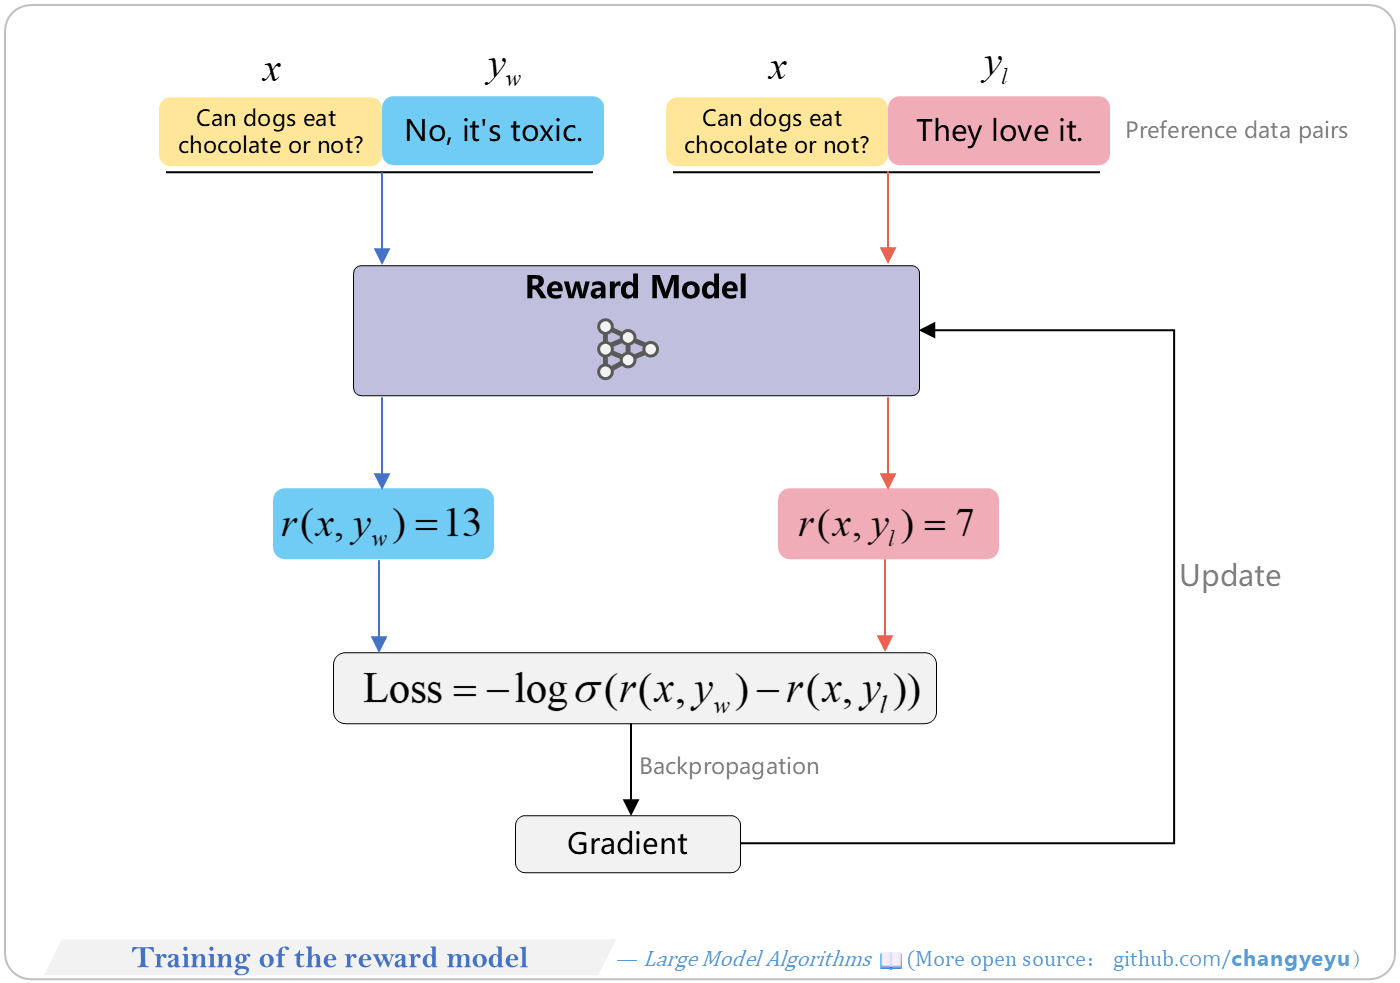 x
y_w
x
y_l
Can dogs eat
chocolate or not?
No, it's toxic.
Can dogs eat
chocolate or not?
They love it.
Preference data pairs
Reward Model
r(x, y_w) = 13
r(x, y_l) = 7
Update
Loss = −log σ(r(x, y_w) − r(x, y_l))
Backpropagation
Gradient
Training of the reward model
— Large Model Algorithms 📖 (More open source: github.com/changyeyu)